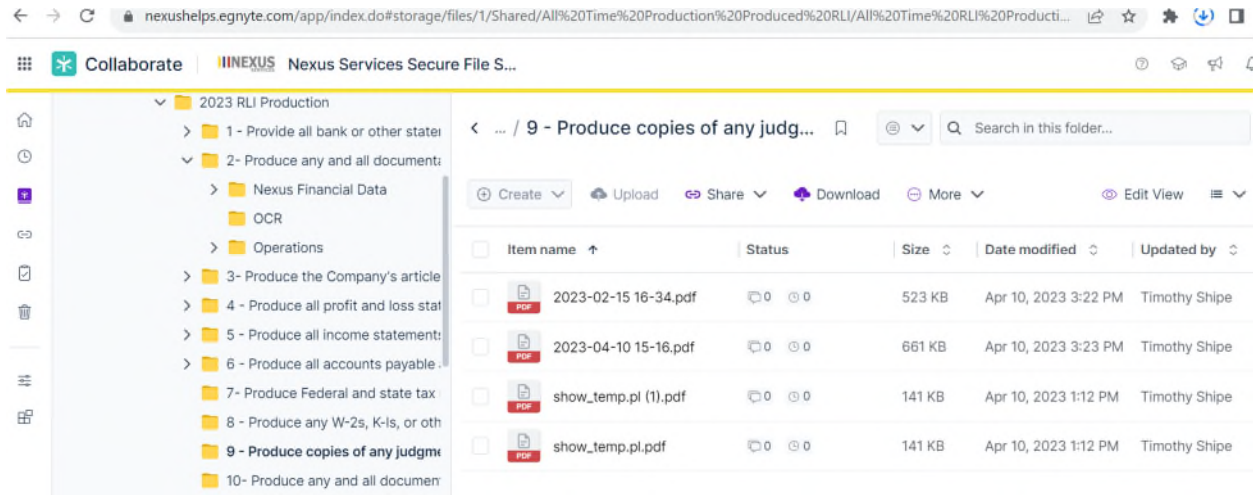 nexushelps.egnyte.com/app/index.do#storage/files/1/Shared/All%20Time%20Production%20Produced%20RLI/All%20Time%20RLI%20Producti...
Collaborate NEXUS SERVICES Nexus Services Secure File S...
2023 RLI Production
1 - Provide all bank or other stater
2- Produce any and all documenta
Nexus Financial Data
OCR
Operations
3- Produce the Company's article
4 - Produce all profit and loss stat
5 - Produce all income statements
6 - Produce all accounts payable
7- Produce Federal and state tax
8 - Produce any W-2s, K-Is, or oth
9 - Produce copies of any judgme
10- Produce any and all document
... / 9 - Produce copies of any judg... Search in this folder...
Create Upload Share Download More Edit View
Item name Status Size Date modified Updated by
PDF 2023-02-15 16-34.pdf 0 0 523 KB Apr 10, 2023 3:22 PM Timothy Shipe
PDF 2023-04-10 15-16.pdf 0 0 661 KB Apr 10, 2023 3:23 PM Timothy Shipe
PDF show_temp.pl (1).pdf 0 0 141 KB Apr 10, 2023 1:12 PM Timothy Shipe
PDF show_temp.pl.pdf 0 0 141 KB Apr 10, 2023 1:12 PM Timothy Shipe